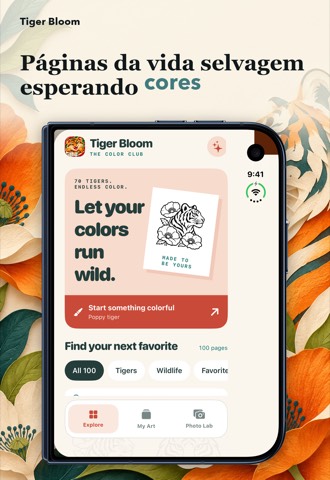 Tiger Bloom
Páginas da vida selvagem
esperando cores
Tiger Bloom
THE COLOR CLUB
9:41
70 TIGERS.
ENDLESS COLOR.
Let your
colors
run
wild.
MADE TO
BE YOURS
Start something colorful
Poppy tiger
Find your next favorite
100 pages
All 100
Tigers
Wildlife
Favorite
Explore
My Art
Photo Lab